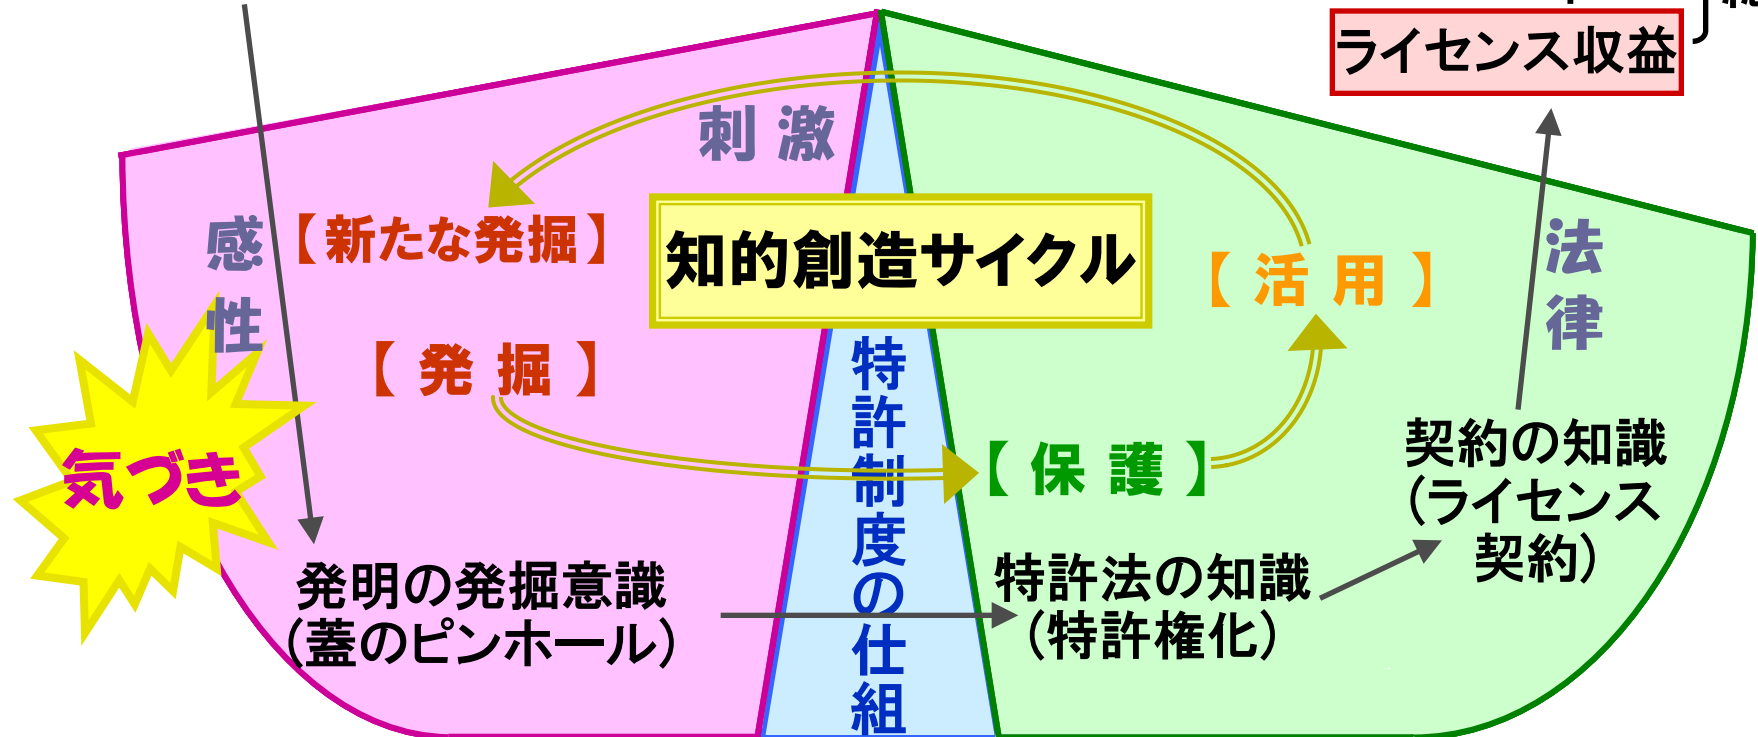 ライセンス収益
刺激
感性
【新たな発掘】
知的創造サイクル
【活用】
法律
【発掘】
特許制度の仕組
気づき
【保護】
契約の知識
（ライセンス
契約）
発明の発掘意識
（蓋のピンホール）
特許法の知識
（特許権化）